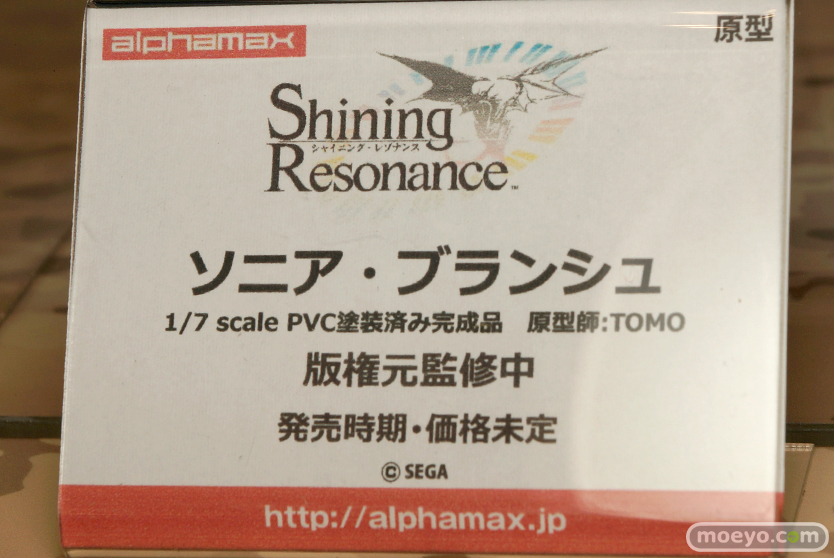 alphamax
原型
Shining
シャイニング・レゾナンス
Resonance™
ソニア・ブランシュ
1/7 scale PVC塗装済み完成品 原型師:TOMO
版権元監修中
発売時期・価格未定
©SEGA
http://alphamax.jp
moeyo.com